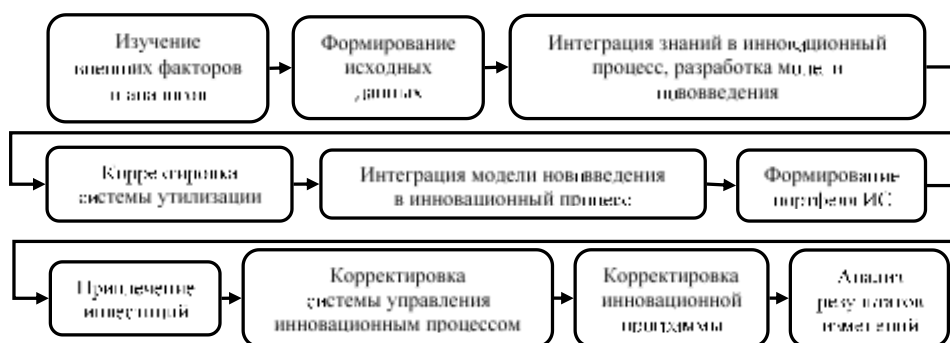 Изучение
внешних факторов
и аналогов
Формирование
исходных
данных
Интеграция знаний в инновационный
процесс, разработка модели
нововведения
Корректировка
системы утилизации
Интеграция модели нововведения
в инновационный процесс
Формирование
портфеля ИС
Привлечение
инвестиций
Корректировка
системы управления
инновационным процессом
Корректировка
инновационной
программы
Анализ
результатов
изменений